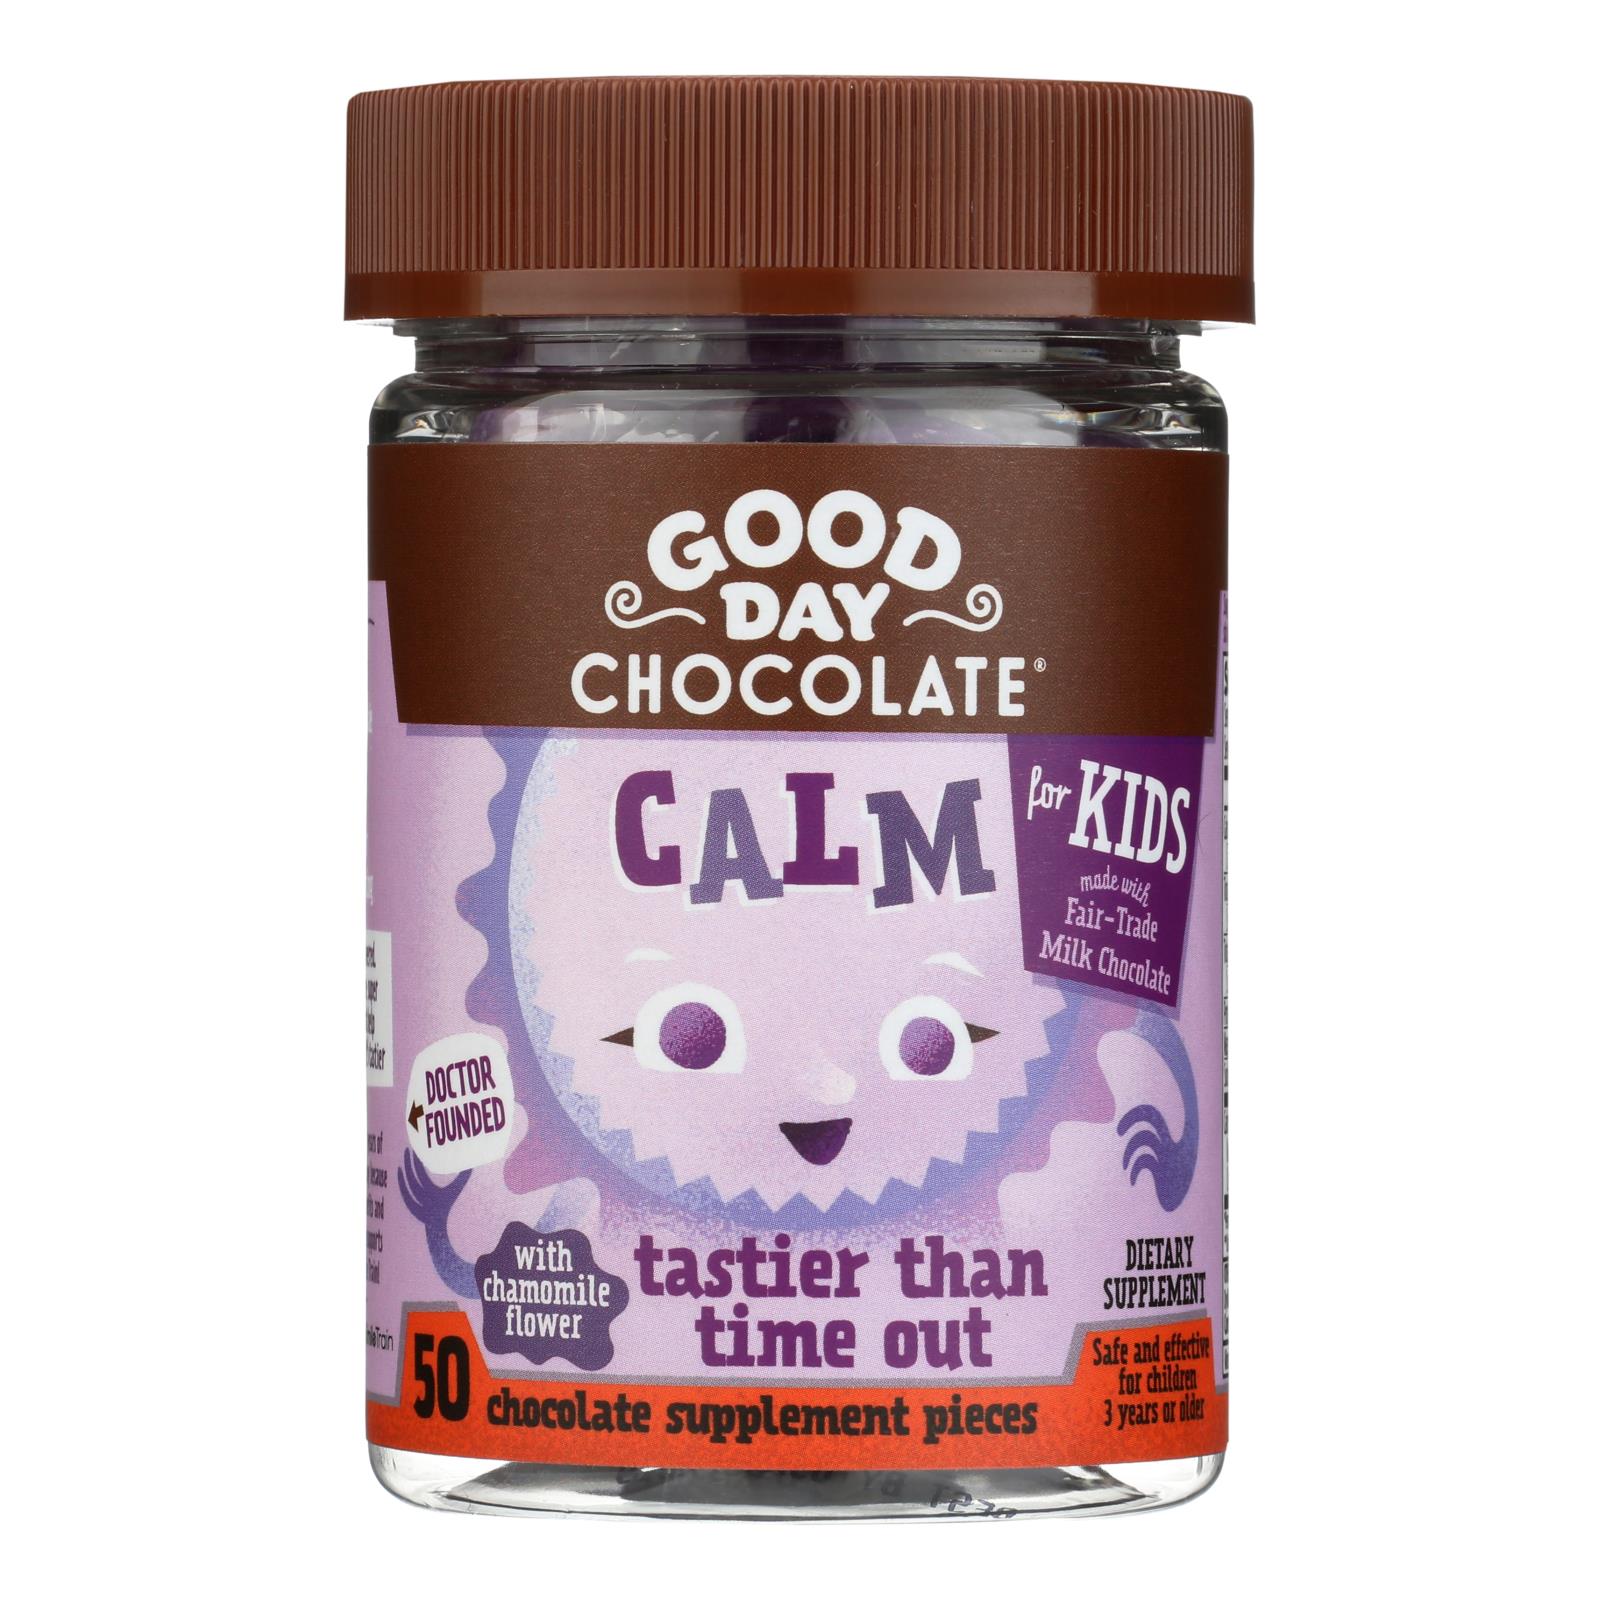 GOOD
DAY
CHOCOLATE®
CALM
for KIDS
made with
Fair-Trade
Milk Chocolate
DOCTOR
FOUNDED
with
chamomile
flower
tastier than
time out
DIETARY
SUPPLEMENT
50 chocolate supplement pieces
Safe and effective
for children
3 years or older